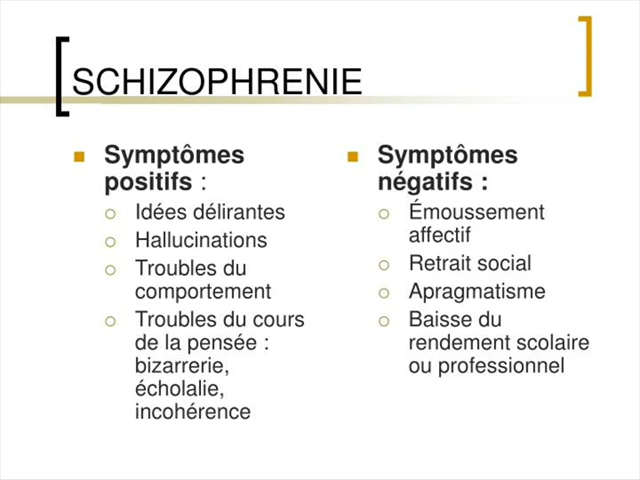 SCHIZOPHRENIE
Symptômes
positifs :
Idées délirantes
Hallucinations
Troubles du
comportement
Troubles du cours
de la pensée :
bizarrerie,
écholalie,
incohérence
Symptômes
négatifs :
Émoussement
affectif
Retrait social
Apragmatisme
Baisse du
rendement scolaire
ou professionnel